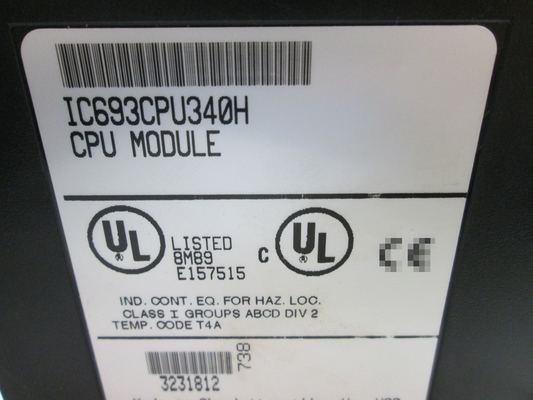 IC693CPU340H
CPU MODULE
UL
LISTED
8M89
E157515
C
UL
CE
IND. CONT. EQ. FOR HAZ. LOC.
CLASS I GROUPS ABCD DIV 2
TEMP. CODE T4A
738
3231812